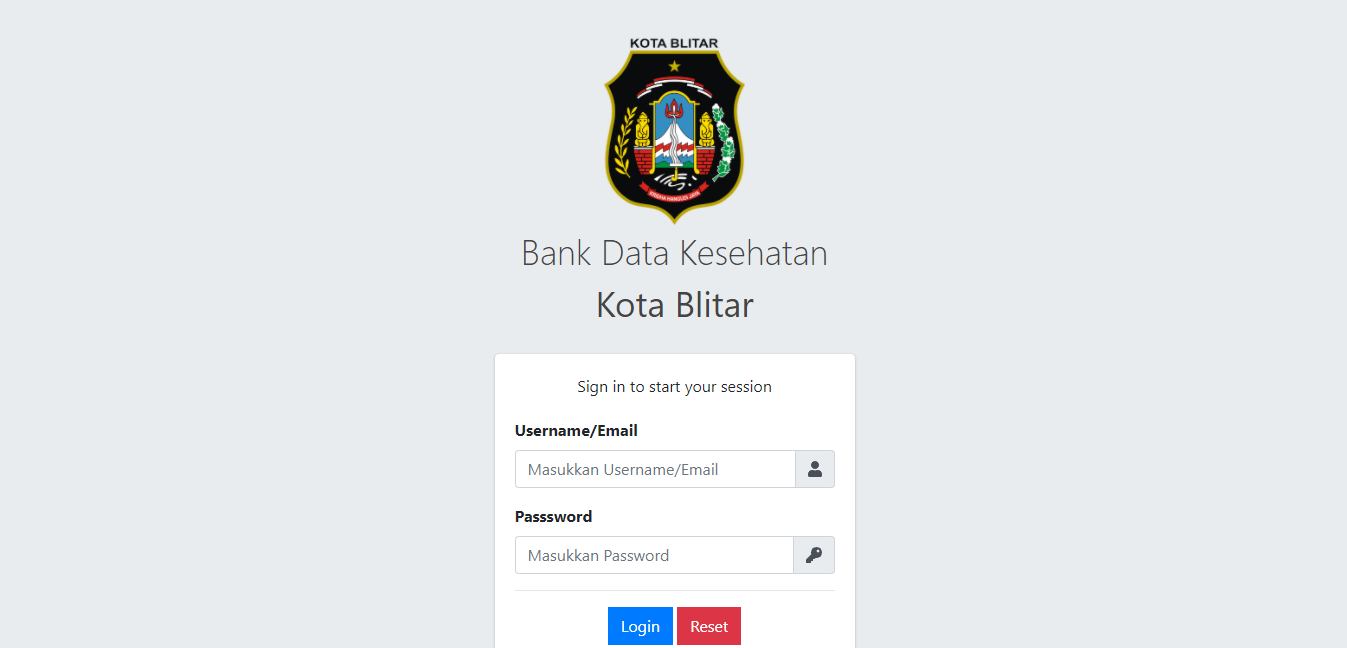 KOTA BLITAR
Bank Data Kesehatan
Kota Blitar
Sign in to start your session
Username/Email
Masukkan Username/Email
Passsword
Masukkan Password
Login Reset